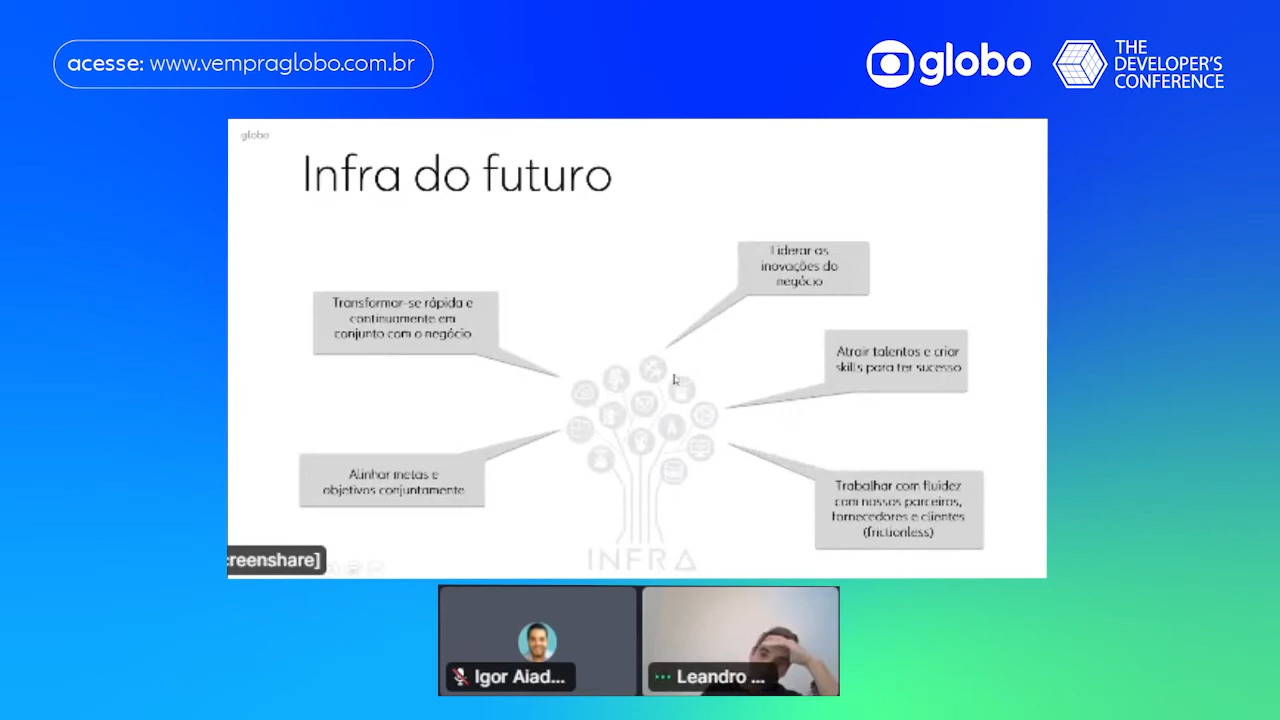 acesse: www.vempraglobo.com.br
globo
THE
DEVELOPER'S
CONFERENCE
globo
Infra do futuro
Liderar as
inovações do
negócio
Transformar-se rápida e
continuamente em
conjunto com o negócio
Atrair talentos e criar
skills para ter sucesso
Alinhar metas e
objetivos conjuntamente
Trabalhar com fluidez
com nossos parceiros,
fornecedores e clientes
(frictionless)
creenshare]
INFRA
Igor Aiad...
Leandro ...